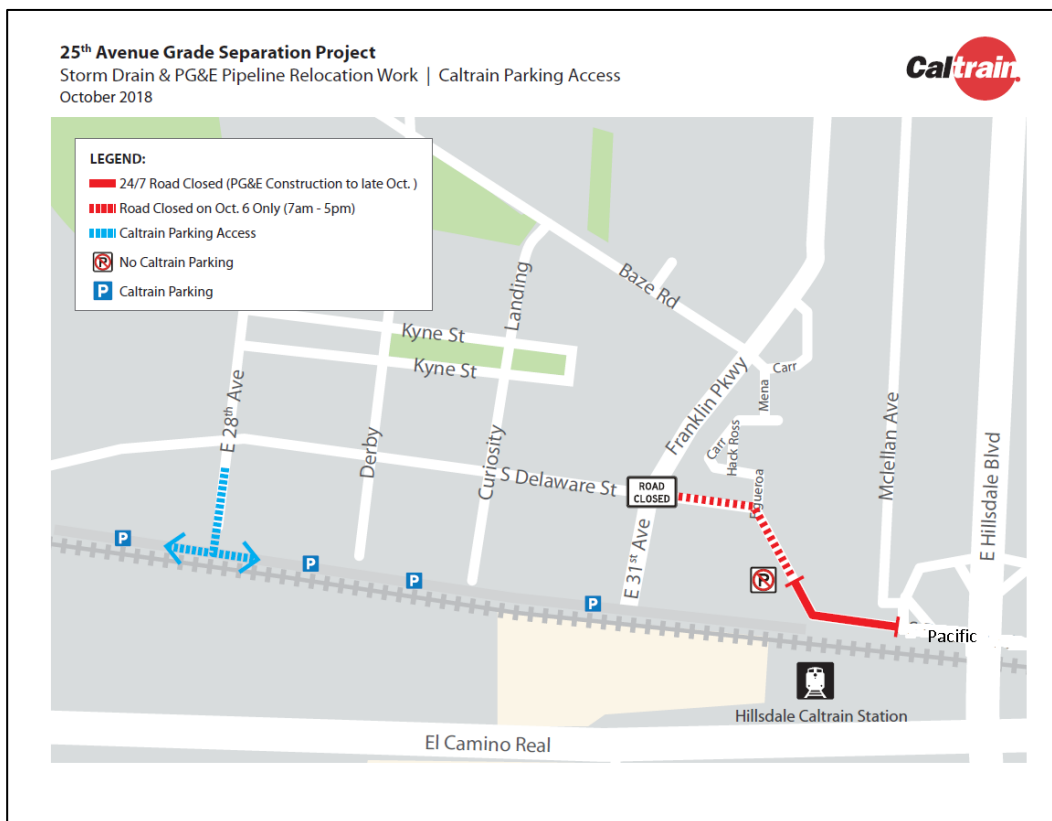 25th Avenue Grade Separation Project
Storm Drain & PG&E Pipeline Relocation Work | Caltrain Parking Access
October 2018
Caltrain
LEGEND:
24/7 Road Closed (PG&E Construction to late Oct. )
Road Closed on Oct. 6 Only (7am - 5pm)
Caltrain Parking Access
P
No Caltrain Parking
P
Caltrain Parking
Baze Rd
Landing
Kyne St
Kyne St
E 28th Ave
Derby
Curiosity
S Delaware St
Franklin Pkwy
Carr
Mena
Carr
Hack Ross
Figueroa
Mclellan Ave
E Hillsdale Blvd
ROAD
CLOSED
E 31st Ave
P
P
P
P
P
Pacific
Hillsdale Caltrain Station
El Camino Real